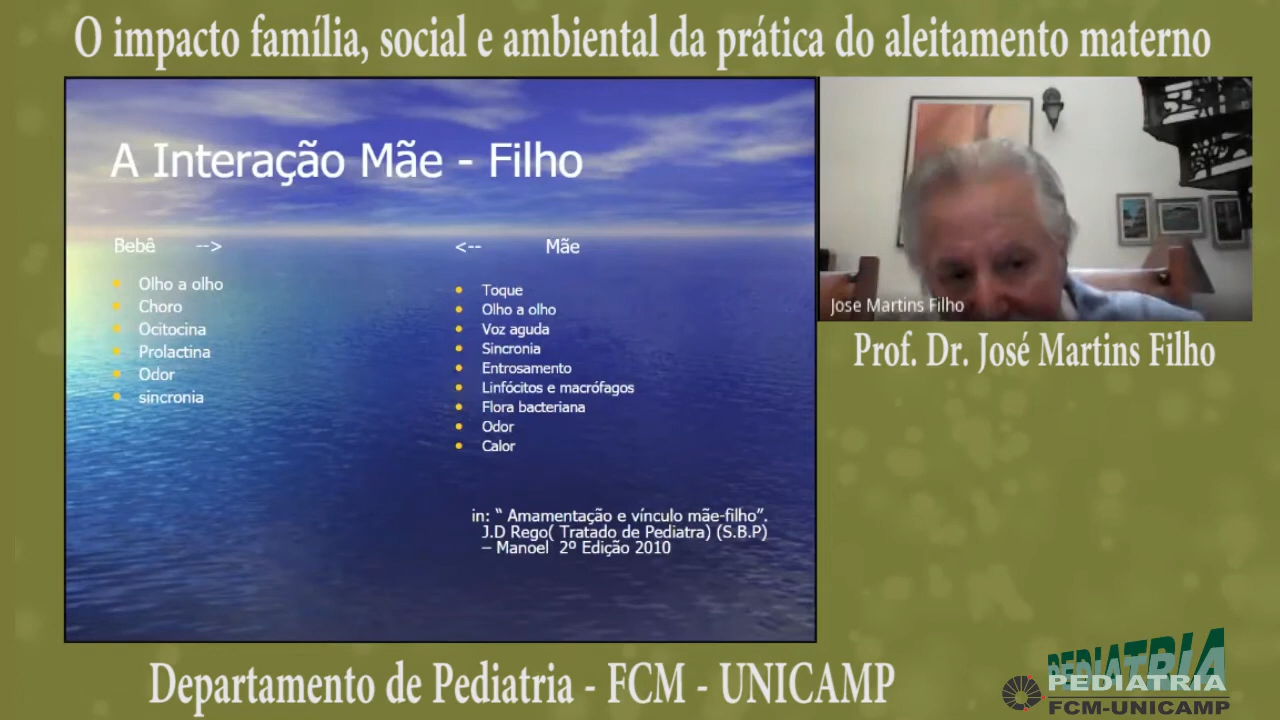 O impacto família, social e ambiental da prática do aleitamento materno
A Interação Mãe - Filho
Bebê -->
Olho a olho
Choro
Ocitocina
Prolactina
Odor
sincronia
<-- Mãe
Toque
Olho a olho
Voz aguda
Sincronia
Entrosamento
Linfócitos e macrófagos
Flora bacteriana
Odor
Calor
in: “ Amamentação e vínculo mãe-filho”.
J.D Rego( Tratado de Pediatra) (S.B.P)
– Manoel 2º Edição 2010
Jose Martins Filho
Prof. Dr. José Martins Filho
Departamento de Pediatria - FCM - UNICAMP
PEDIATRIA
PEDIATRIA
FCM-UNICAMP